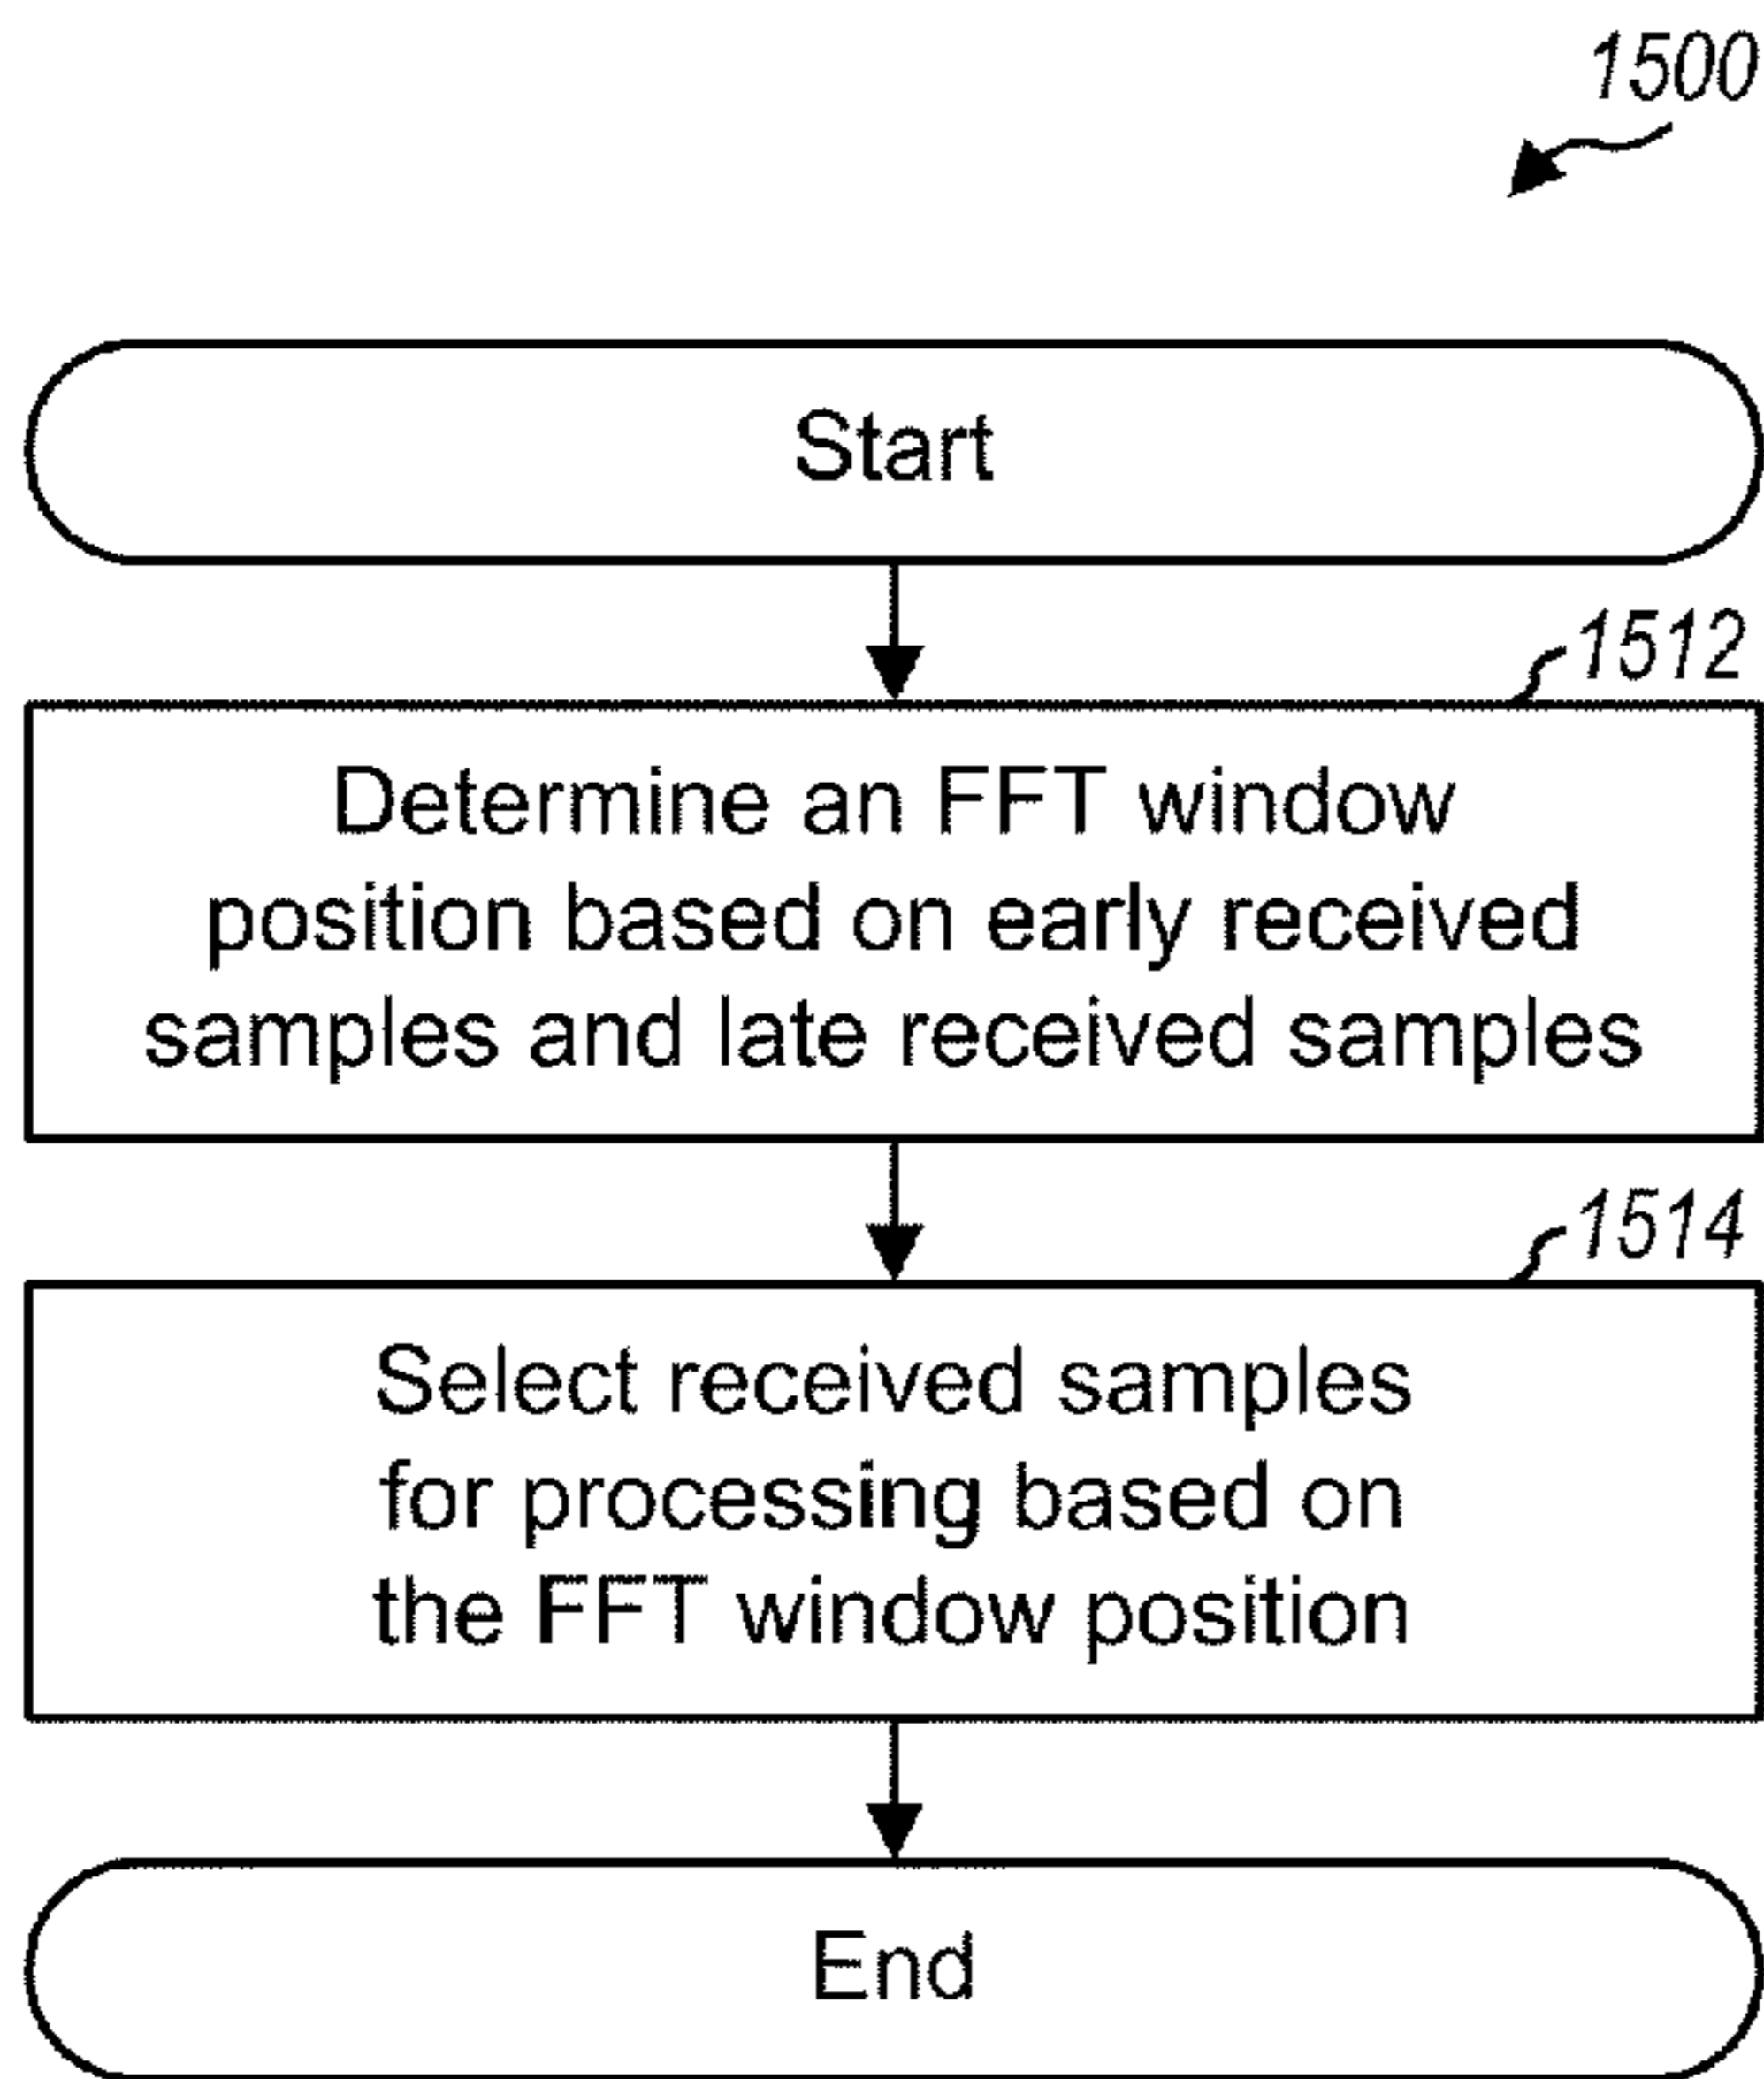 1500
Start
1512
Determine an FFT window
position based on early received
samples and late received samples
1514
Select received samples
for processing based on
the FFT window position
End